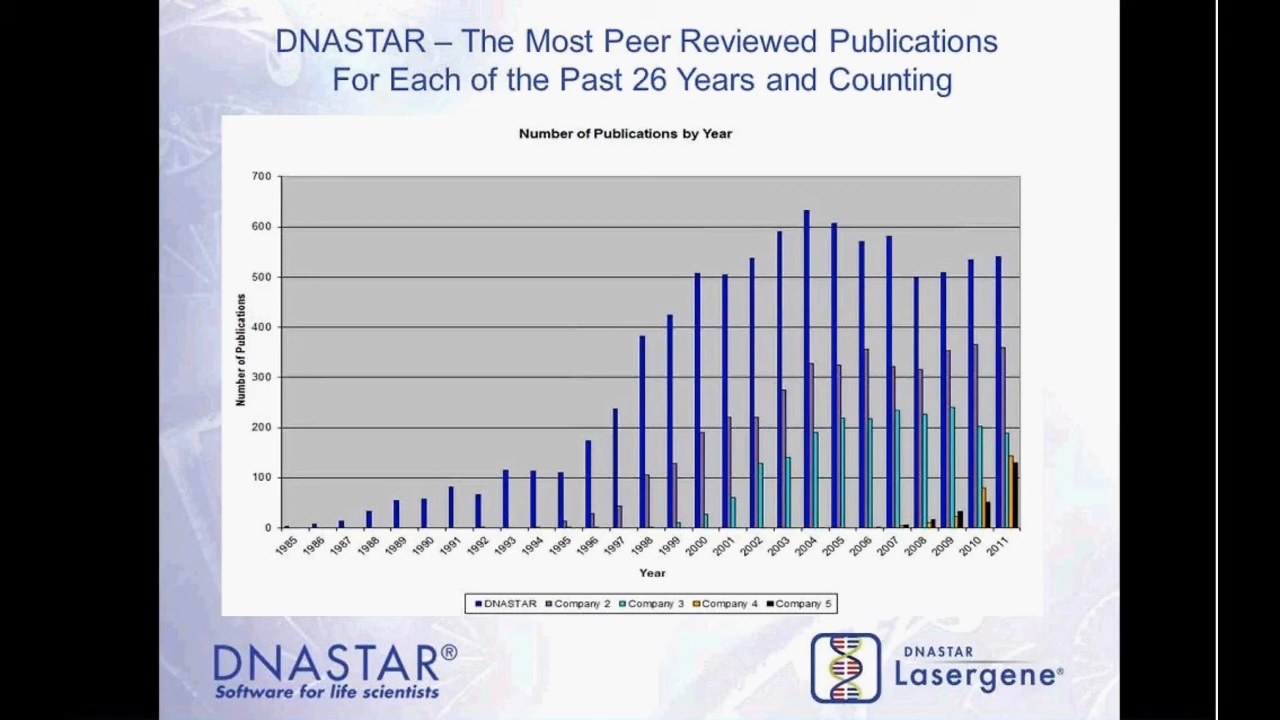 DNASTAR – The Most Peer Reviewed Publications
For Each of the Past 26 Years and Counting
Number of Publications by Year
700
600
500
400
300
200
100
0
Number of Publications
1985 1986 1987 1988 1989 1990 1991 1992 1993 1994 1995 1996 1997 1998 1999 2000 2001 2002 2003 2004 2005 2006 2007 2008 2009 2010 2011
Year
DNASTAR Company 2 Company 3 Company 4 Company 5
DNASTAR®
Software for life scientists
DNASTAR
Lasergene®